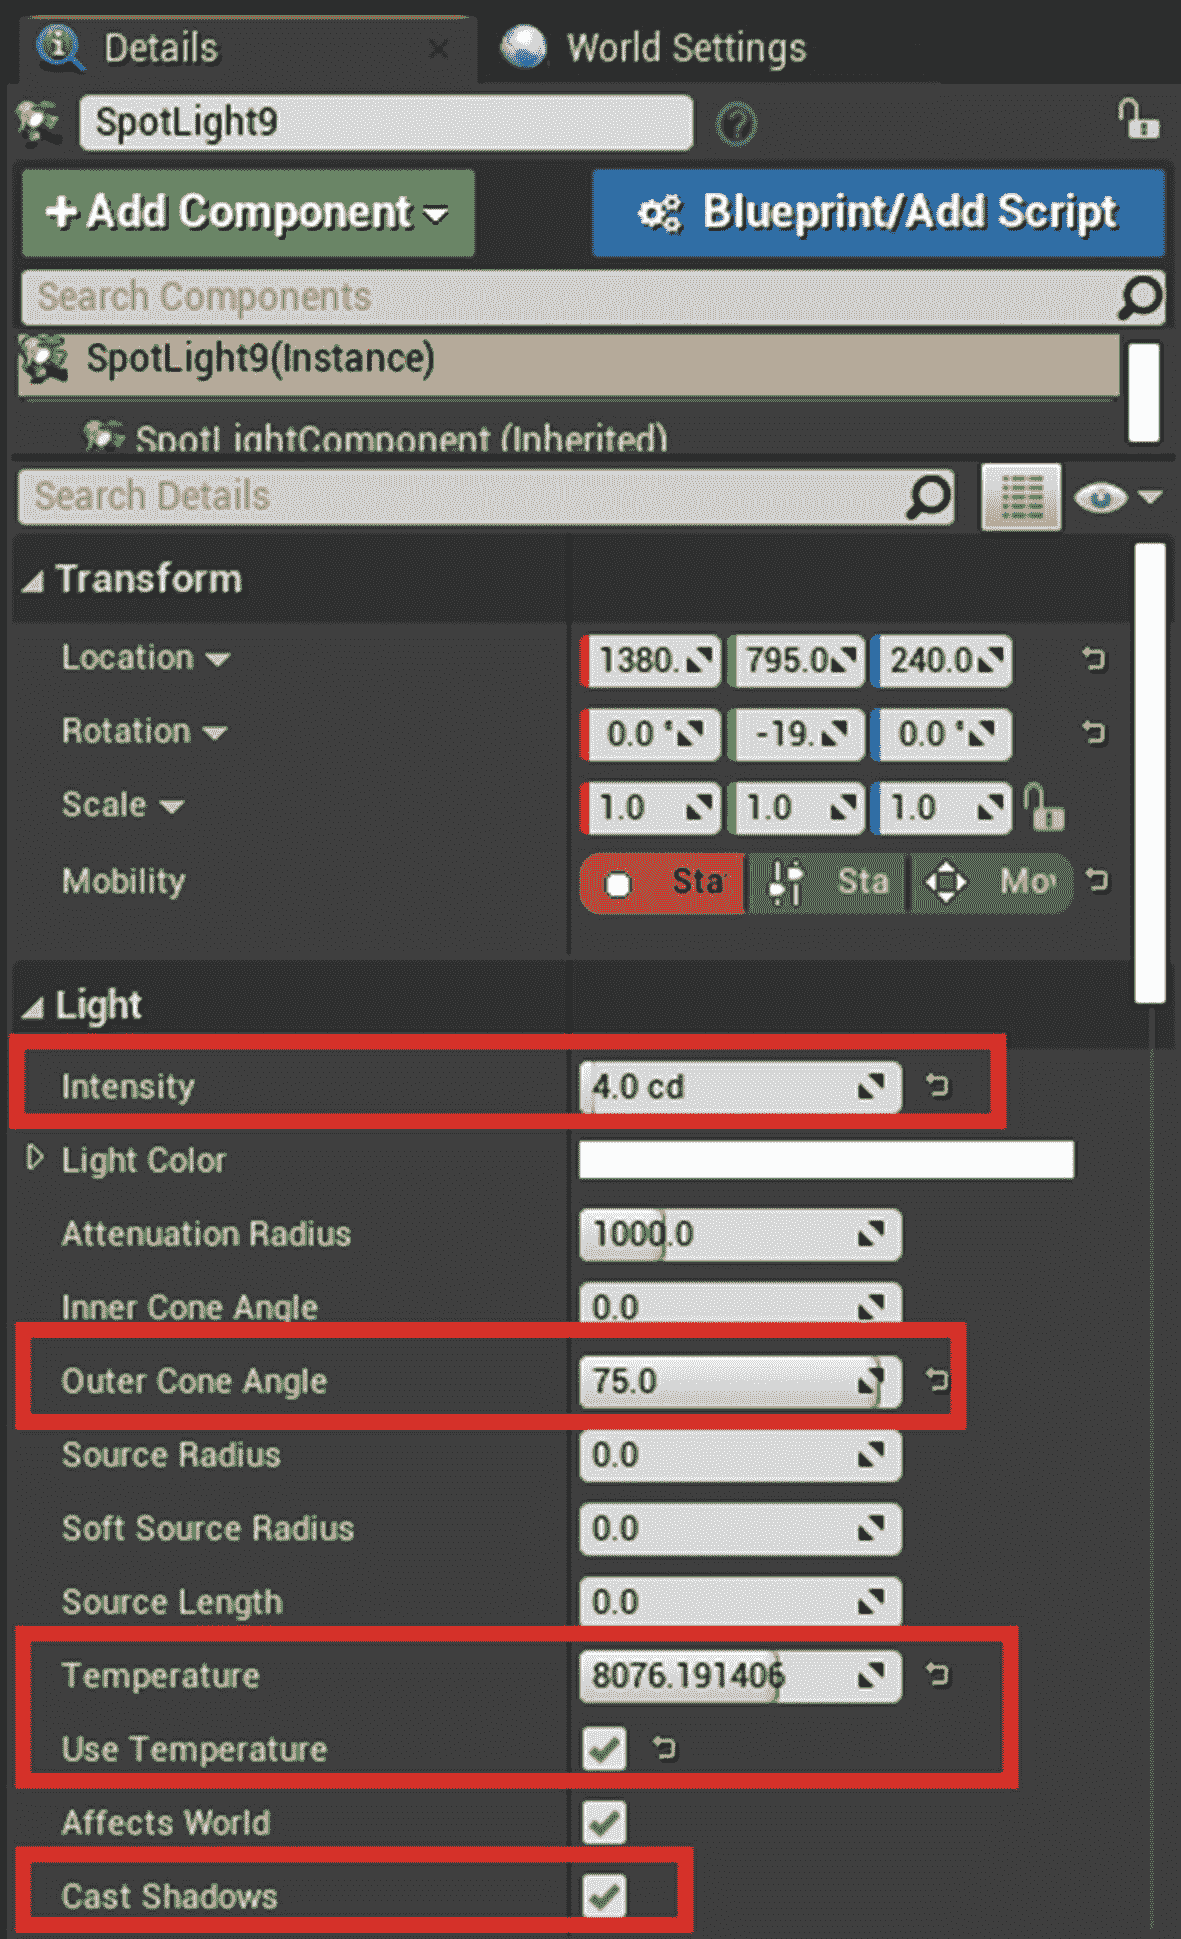 Details World Settings
SpotLight9
+Add Component Blueprint/Add Script
Search Components
SpotLight9(Instance)
SpotLightComponent (Inherited)
Search Details
Transform
Location 1380. 795.0 240.0
Rotation 0.0 ° -19. 0.0 °
Scale 1.0 1.0 1.0
Mobility Sta Sta Mov
Light
Intensity 4.0 cd
Light Color
Attenuation Radius 1000.0
Inner Cone Angle 0.0
Outer Cone Angle 75.0
Source Radius 0.0
Soft Source Radius 0.0
Source Length 0.0
Temperature 8076.191406
Use Temperature
Affects World
Cast Shadows